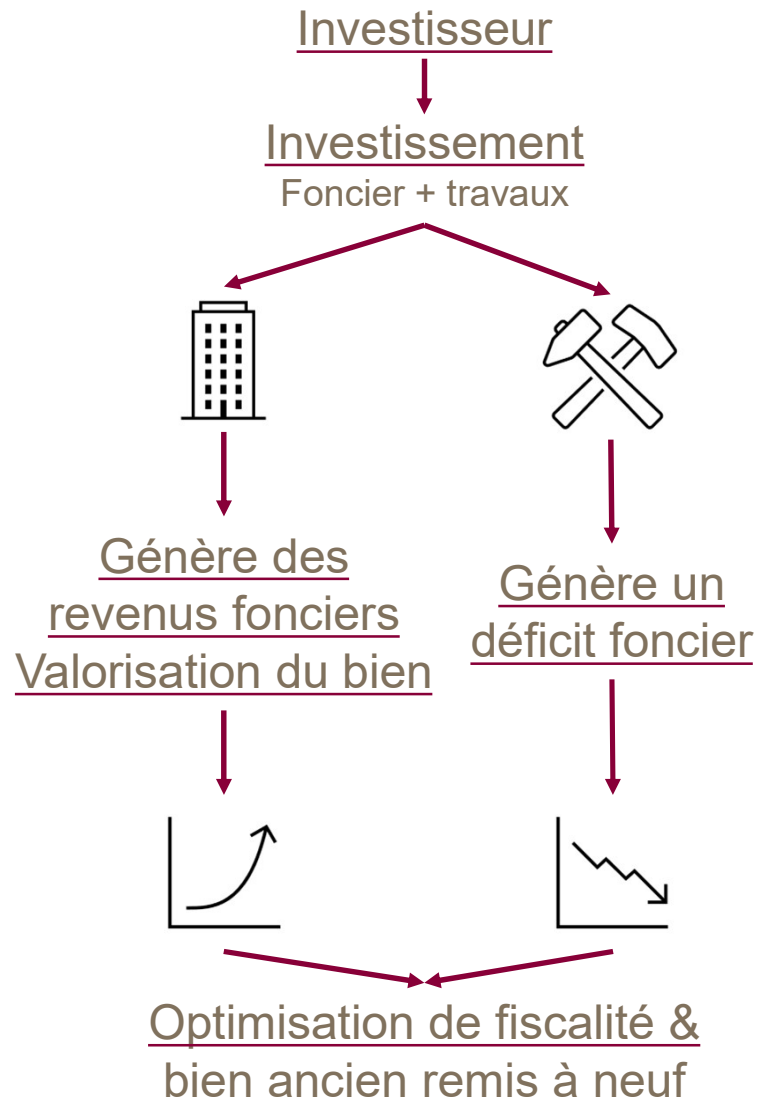 Investisseur
Investissement
Foncier + travaux
Génère des
revenus fonciers
Valorisation du bien
Génère un
déficit foncier
Optimisation de fiscalité &
bien ancien remis à neuf